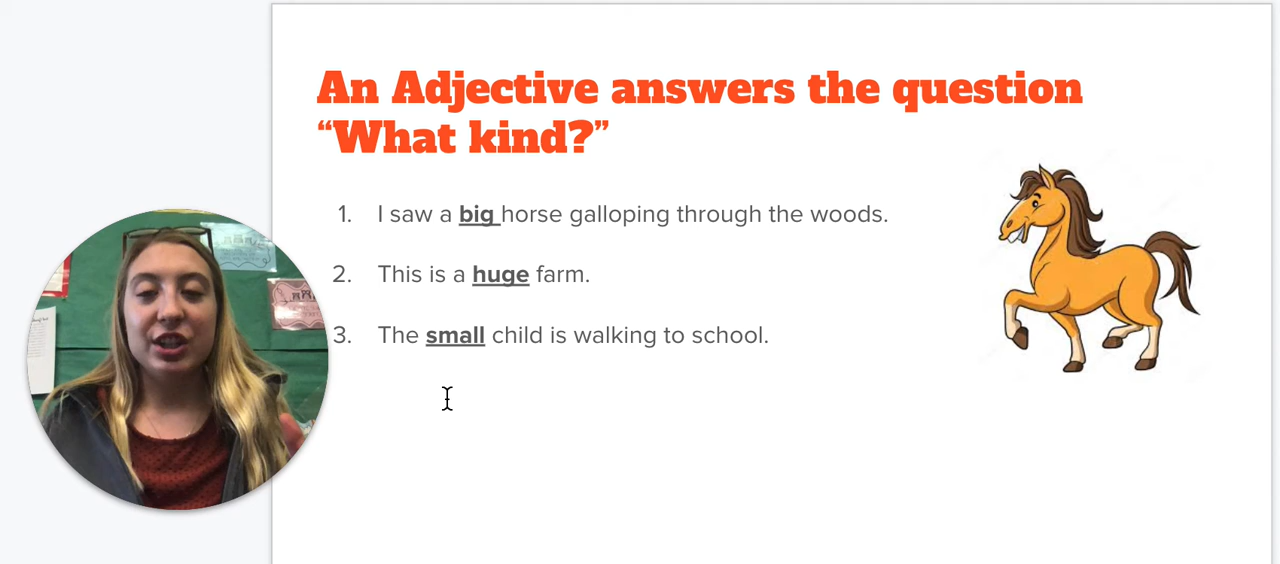 An Adjective answers the question
“What kind?”
1. I saw a big horse galloping through the woods.
2. This is a huge farm.
3. The small child is walking to school.